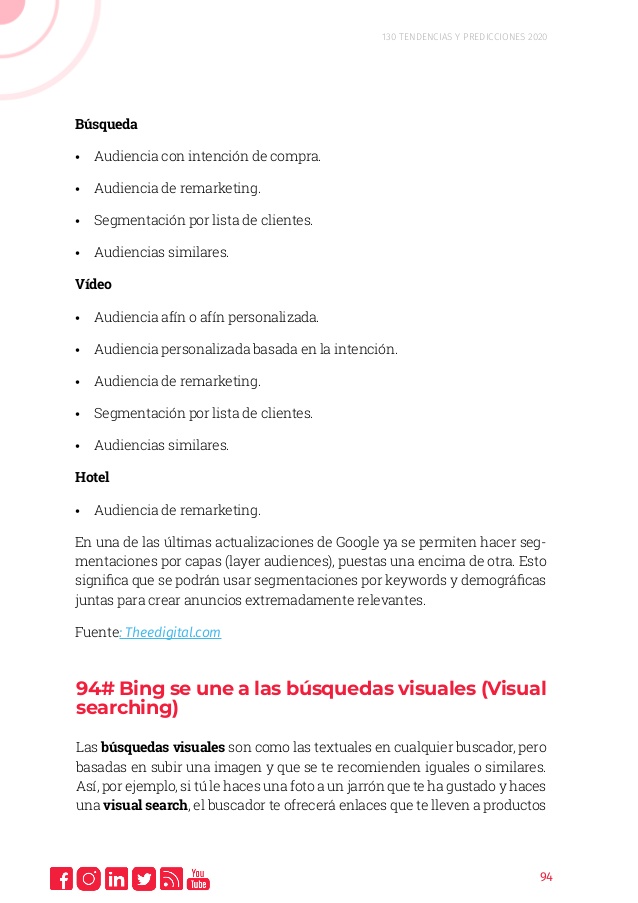 130 TENDENCIAS Y PREDICCIONES 2020
Búsqueda
• Audiencia con intención de compra.
• Audiencia de remarketing.
• Segmentación por lista de clientes.
• Audiencias similares.
Vídeo
• Audiencia afín o afín personalizada.
• Audiencia personalizada basada en la intención.
• Audiencia de remarketing.
• Segmentación por lista de clientes.
• Audiencias similares.
Hotel
• Audiencia de remarketing.
En una de las últimas actualizaciones de Google ya se permiten hacer seg-
mentaciones por capas (layer audiences), puestas una encima de otra. Esto
significa que se podrán usar segmentaciones por keywords y demográficas
juntas para crear anuncios extremadamente relevantes.
Fuente: Theedigital.com
94# Bing se une a las búsquedas visuales (Visual
searching)
Las búsquedas visuales son como las textuales en cualquier buscador, pero
basadas en subir una imagen y que se te recomienden iguales o similares.
Así, por ejemplo, si tú le haces una foto a un jarrón que te ha gustado y haces
una visual search, el buscador te ofrecerá enlaces que te lleven a productos
You
Tube
94